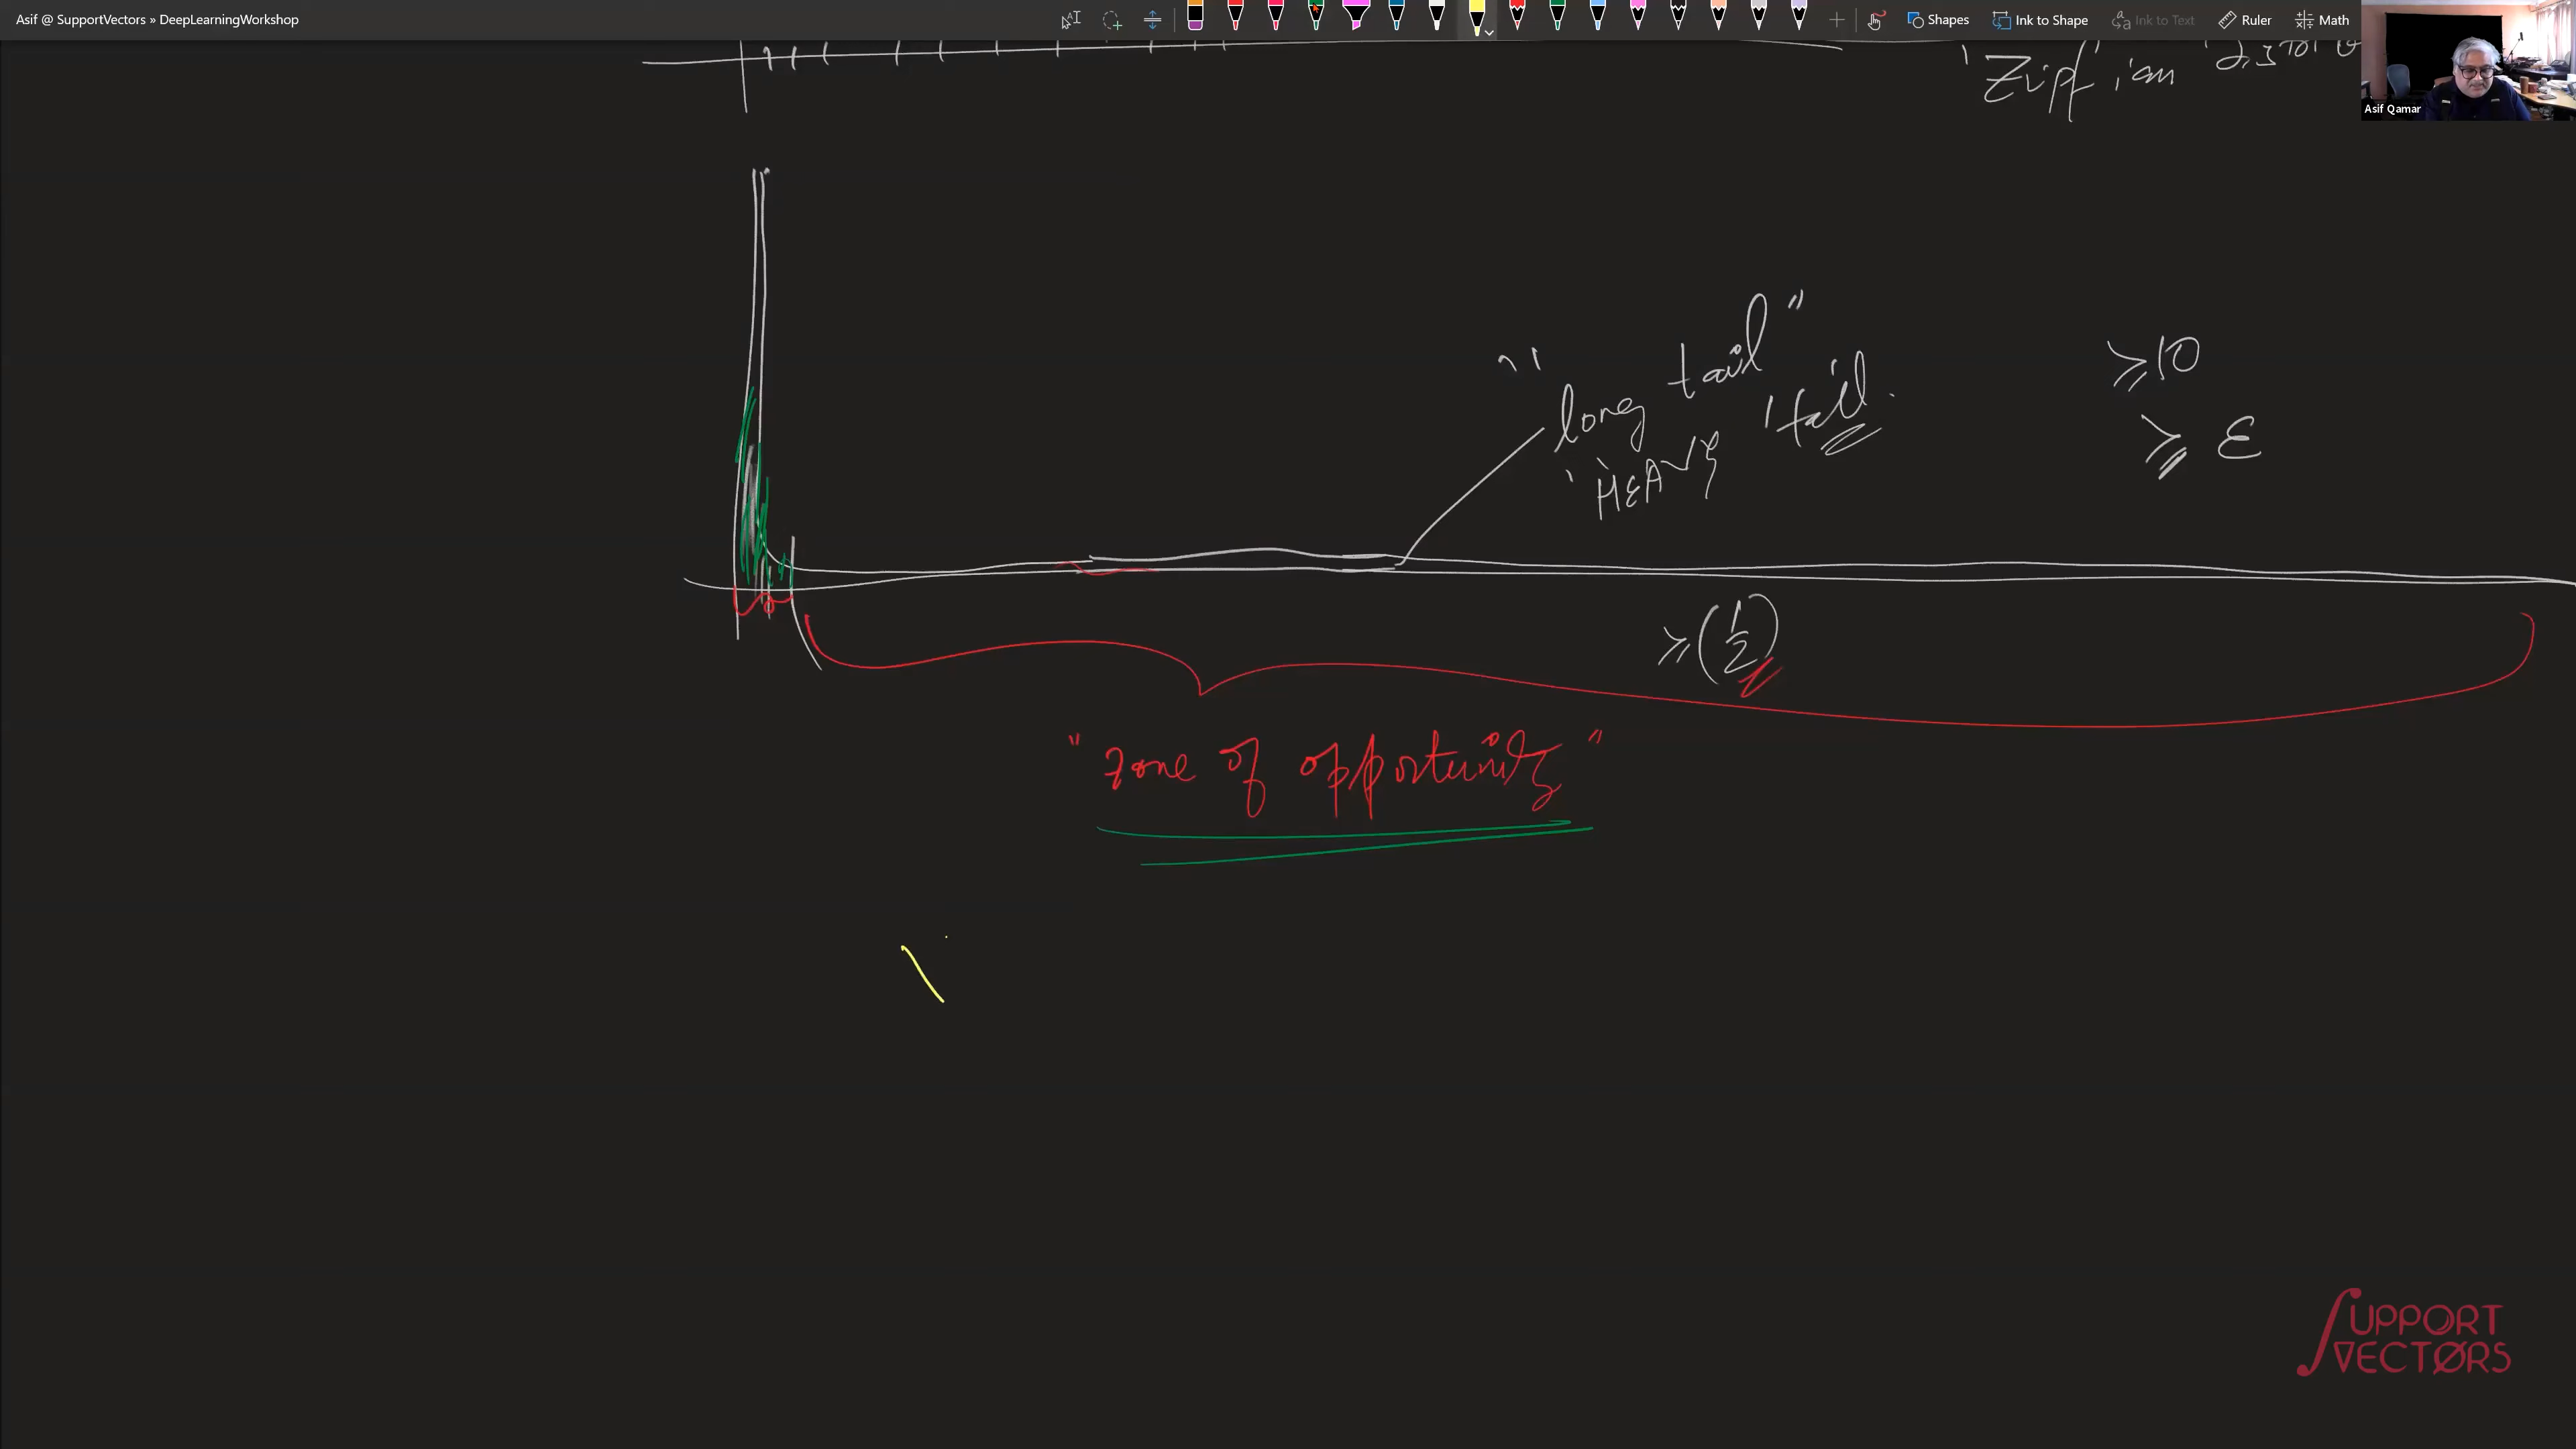 Asif @ SupportVectors » DeepLearningWorkshop
Shapes
Ink to Shape
Ink to Text
Ruler
Math
"Zipf'ian
Asif Qamar
"long tail"
"HEAVY 'tail.
≥10
≥ ε
≥(1/2)
"zone of opportunity"
SUPPORT
VECTORS